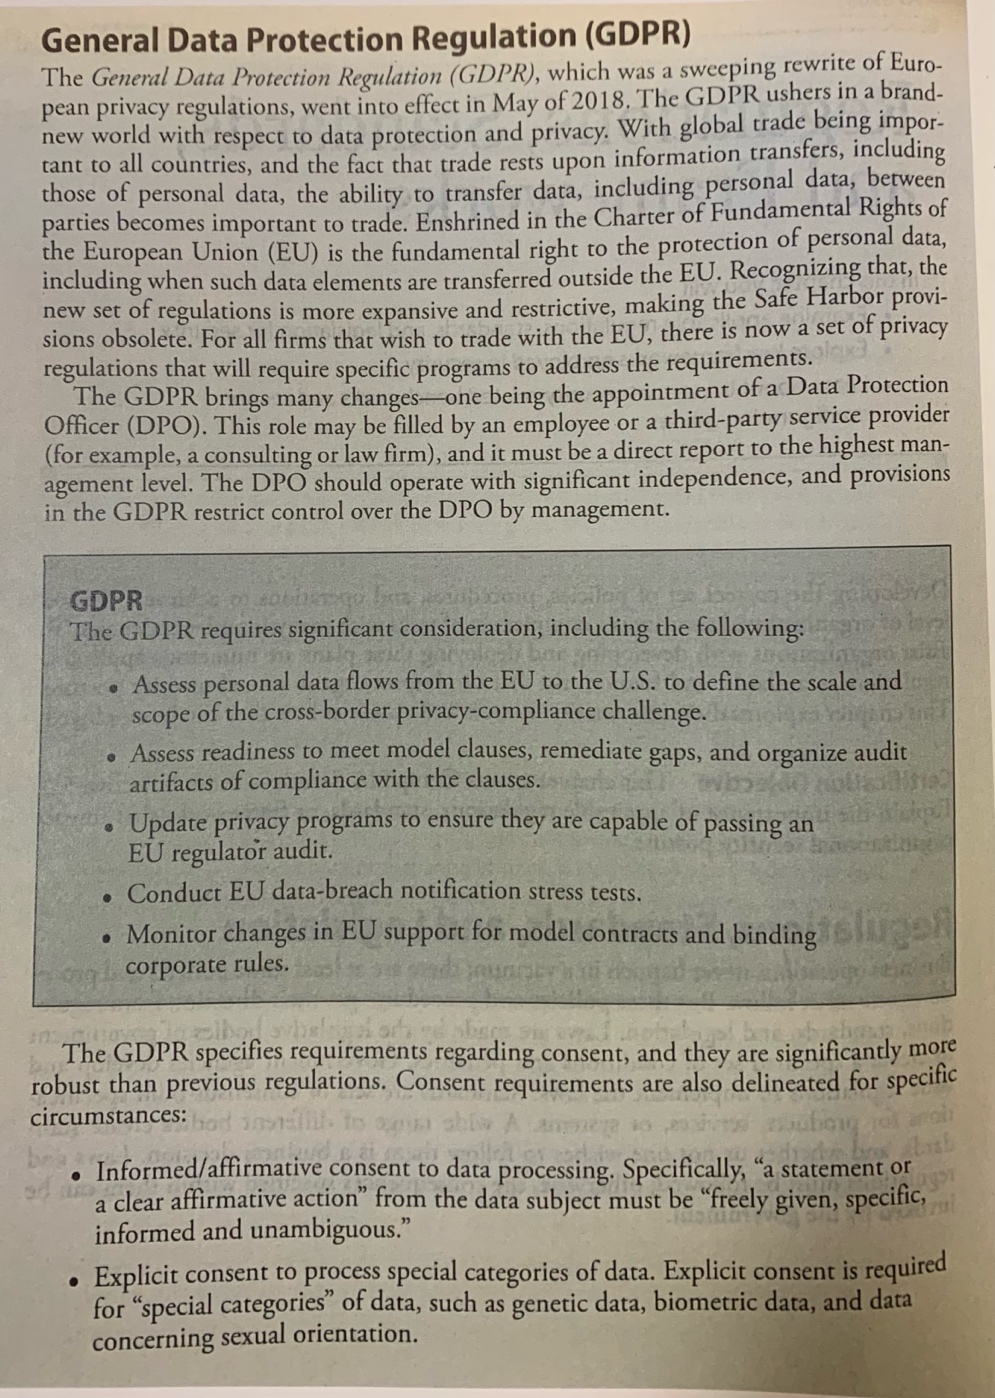 General Data Protection Regulation (GDPR)
The General Data Protection Regulation (GDPR), which was a sweeping rewrite of Euro-
pean privacy regulations, went into effect in May of 2018. The GDPR ushers in a brand-
new world with respect to data protection and privacy. With global trade being impor-
tant to all countries, and the fact that trade rests upon information transfers, including
those of personal data, the ability to transfer data, including personal data, between
parties becomes important to trade. Enshrined in the Charter of Fundamental Rights of
the European Union (EU) is the fundamental right to the protection of personal data,
including when such data elements are transferred outside the EU. Recognizing that, the
new set of regulations is more expansive and restrictive, making the Safe Harbor provi-
sions obsolete. For all firms that wish to trade with the EU, there is now a set of privacy
regulations that will require specific programs to address the requirements.
The GDPR brings many changes—one being the appointment of a Data Protection
Officer (DPO). This role may be filled by an employee or a third-party service provider
(for example, a consulting or law firm), and it must be a direct report to the highest man-
agement level. The DPO should operate with significant independence, and provisions
in the GDPR restrict control over the DPO by management.
GDPR
The GDPR requires significant consideration, including the following:
• Assess personal data flows from the EU to the U.S. to define the scale and
scope of the cross-border privacy-compliance challenge.
• Assess readiness to meet model clauses, remediate gaps, and organize audit
artifacts of compliance with the clauses.
• Update privacy programs to ensure they are capable of passing an
EU regulator audit.
• Conduct EU data-breach notification stress tests.
• Monitor changes in EU support for model contracts and binding
corporate rules.
The GDPR specifies requirements regarding consent, and they are significantly more
robust than previous regulations. Consent requirements are also delineated for specific
circumstances:
• Informed/affirmative consent to data processing. Specifically, “a statement or
a clear affirmative action” from the data subject must be “freely given, specific,
informed and unambiguous.”
• Explicit consent to process special categories of data. Explicit consent is required
for “special categories” of data, such as genetic data, biometric data, and data
concerning sexual orientation.